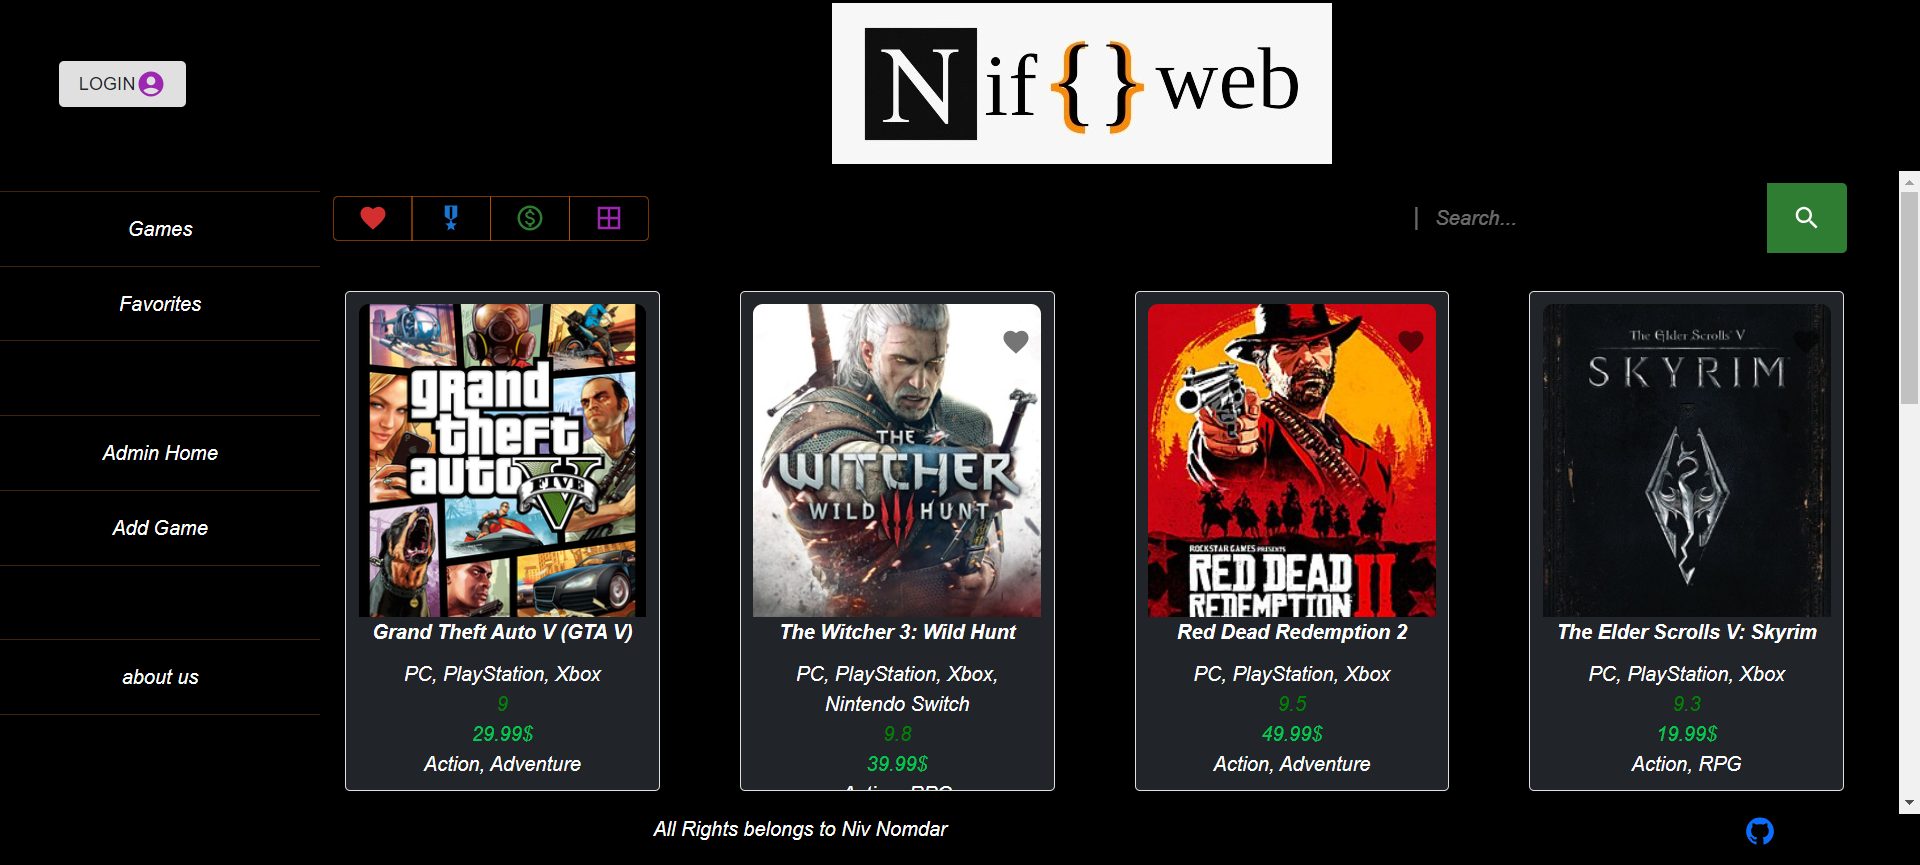 N if { } web
LOGIN
Games
Favorites
Admin Home
Add Game
about us
| Search...
grand
theft
auto V
FIVE
Grand Theft Auto V (GTA V)
PC, PlayStation, Xbox
9
29.99$
Action, Adventure
THE
WITCHER
WILD III HUNT
The Witcher 3: Wild Hunt
PC, PlayStation, Xbox,
Nintendo Switch
9.8
39.99$
Action, RPG
ROCKSTAR GAMES PRESENTS
RED DEAD
REDEMPTION II
Red Dead Redemption 2
PC, PlayStation, Xbox
9.5
49.99$
Action, Adventure
The Elder Scrolls V
SKYRIM
The Elder Scrolls V: Skyrim
PC, PlayStation, Xbox
9.3
19.99$
Action, RPG
All Rights belongs to Niv Nomdar